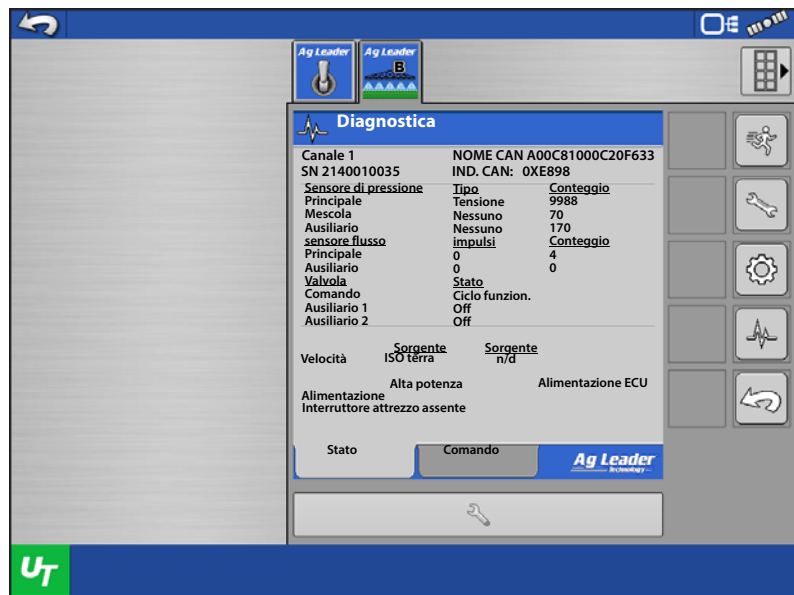 Ag Leader Ag Leader
B
Diagnostica
Canale 1 NOME CAN A00C81000C20F633
SN 2140010035 IND. CAN: 0XE898
Sensore di pressione Tipo Conteggio
Principale Tensione 9988
Mescola Nessuno 70
Ausiliario Nessuno 170
sensore flusso impulsi Conteggio
Principale 0 4
Ausiliario 0 0
Valvola Stato
Comando Ciclo funzion.
Ausiliario 1 Off
Ausiliario 2 Off
Sorgente Sorgente
Velocità ISO terra n/d
Alta potenza Alimentazione ECU
Alimentazione
Interruttore attrezzo assente
Stato Comando
Ag Leader
Technology
UT